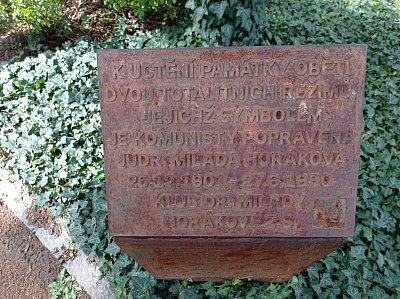 K UCTĚNÍ PAMÁTKY OBĚTÍ
DVOU TOTALITNÍCH REŽIMŮ
JEJICHŽ SYMBOLEM
JE KOMUNISTY POPRAVENÁ
JUDR. MILADA HORÁKOVÁ
25.12.1901 - 27.6.1950
KLUB DR. MILADY
HORÁKOVÉ Z.S.